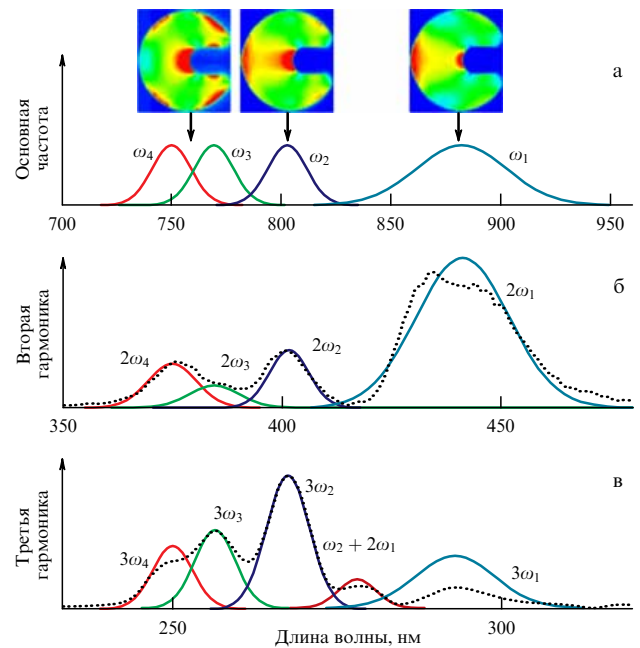 а
Основная частота
ω₄
ω₃
ω₂
ω₁
700 750 800 850 900 950
б
Вторая гармоника
2ω₄
2ω₃
2ω₂
2ω₁
350 400 450
в
Третья гармоника
3ω₄
3ω₃
3ω₂
ω₂ + 2ω₁
3ω₁
250 300
Длина волны, нм